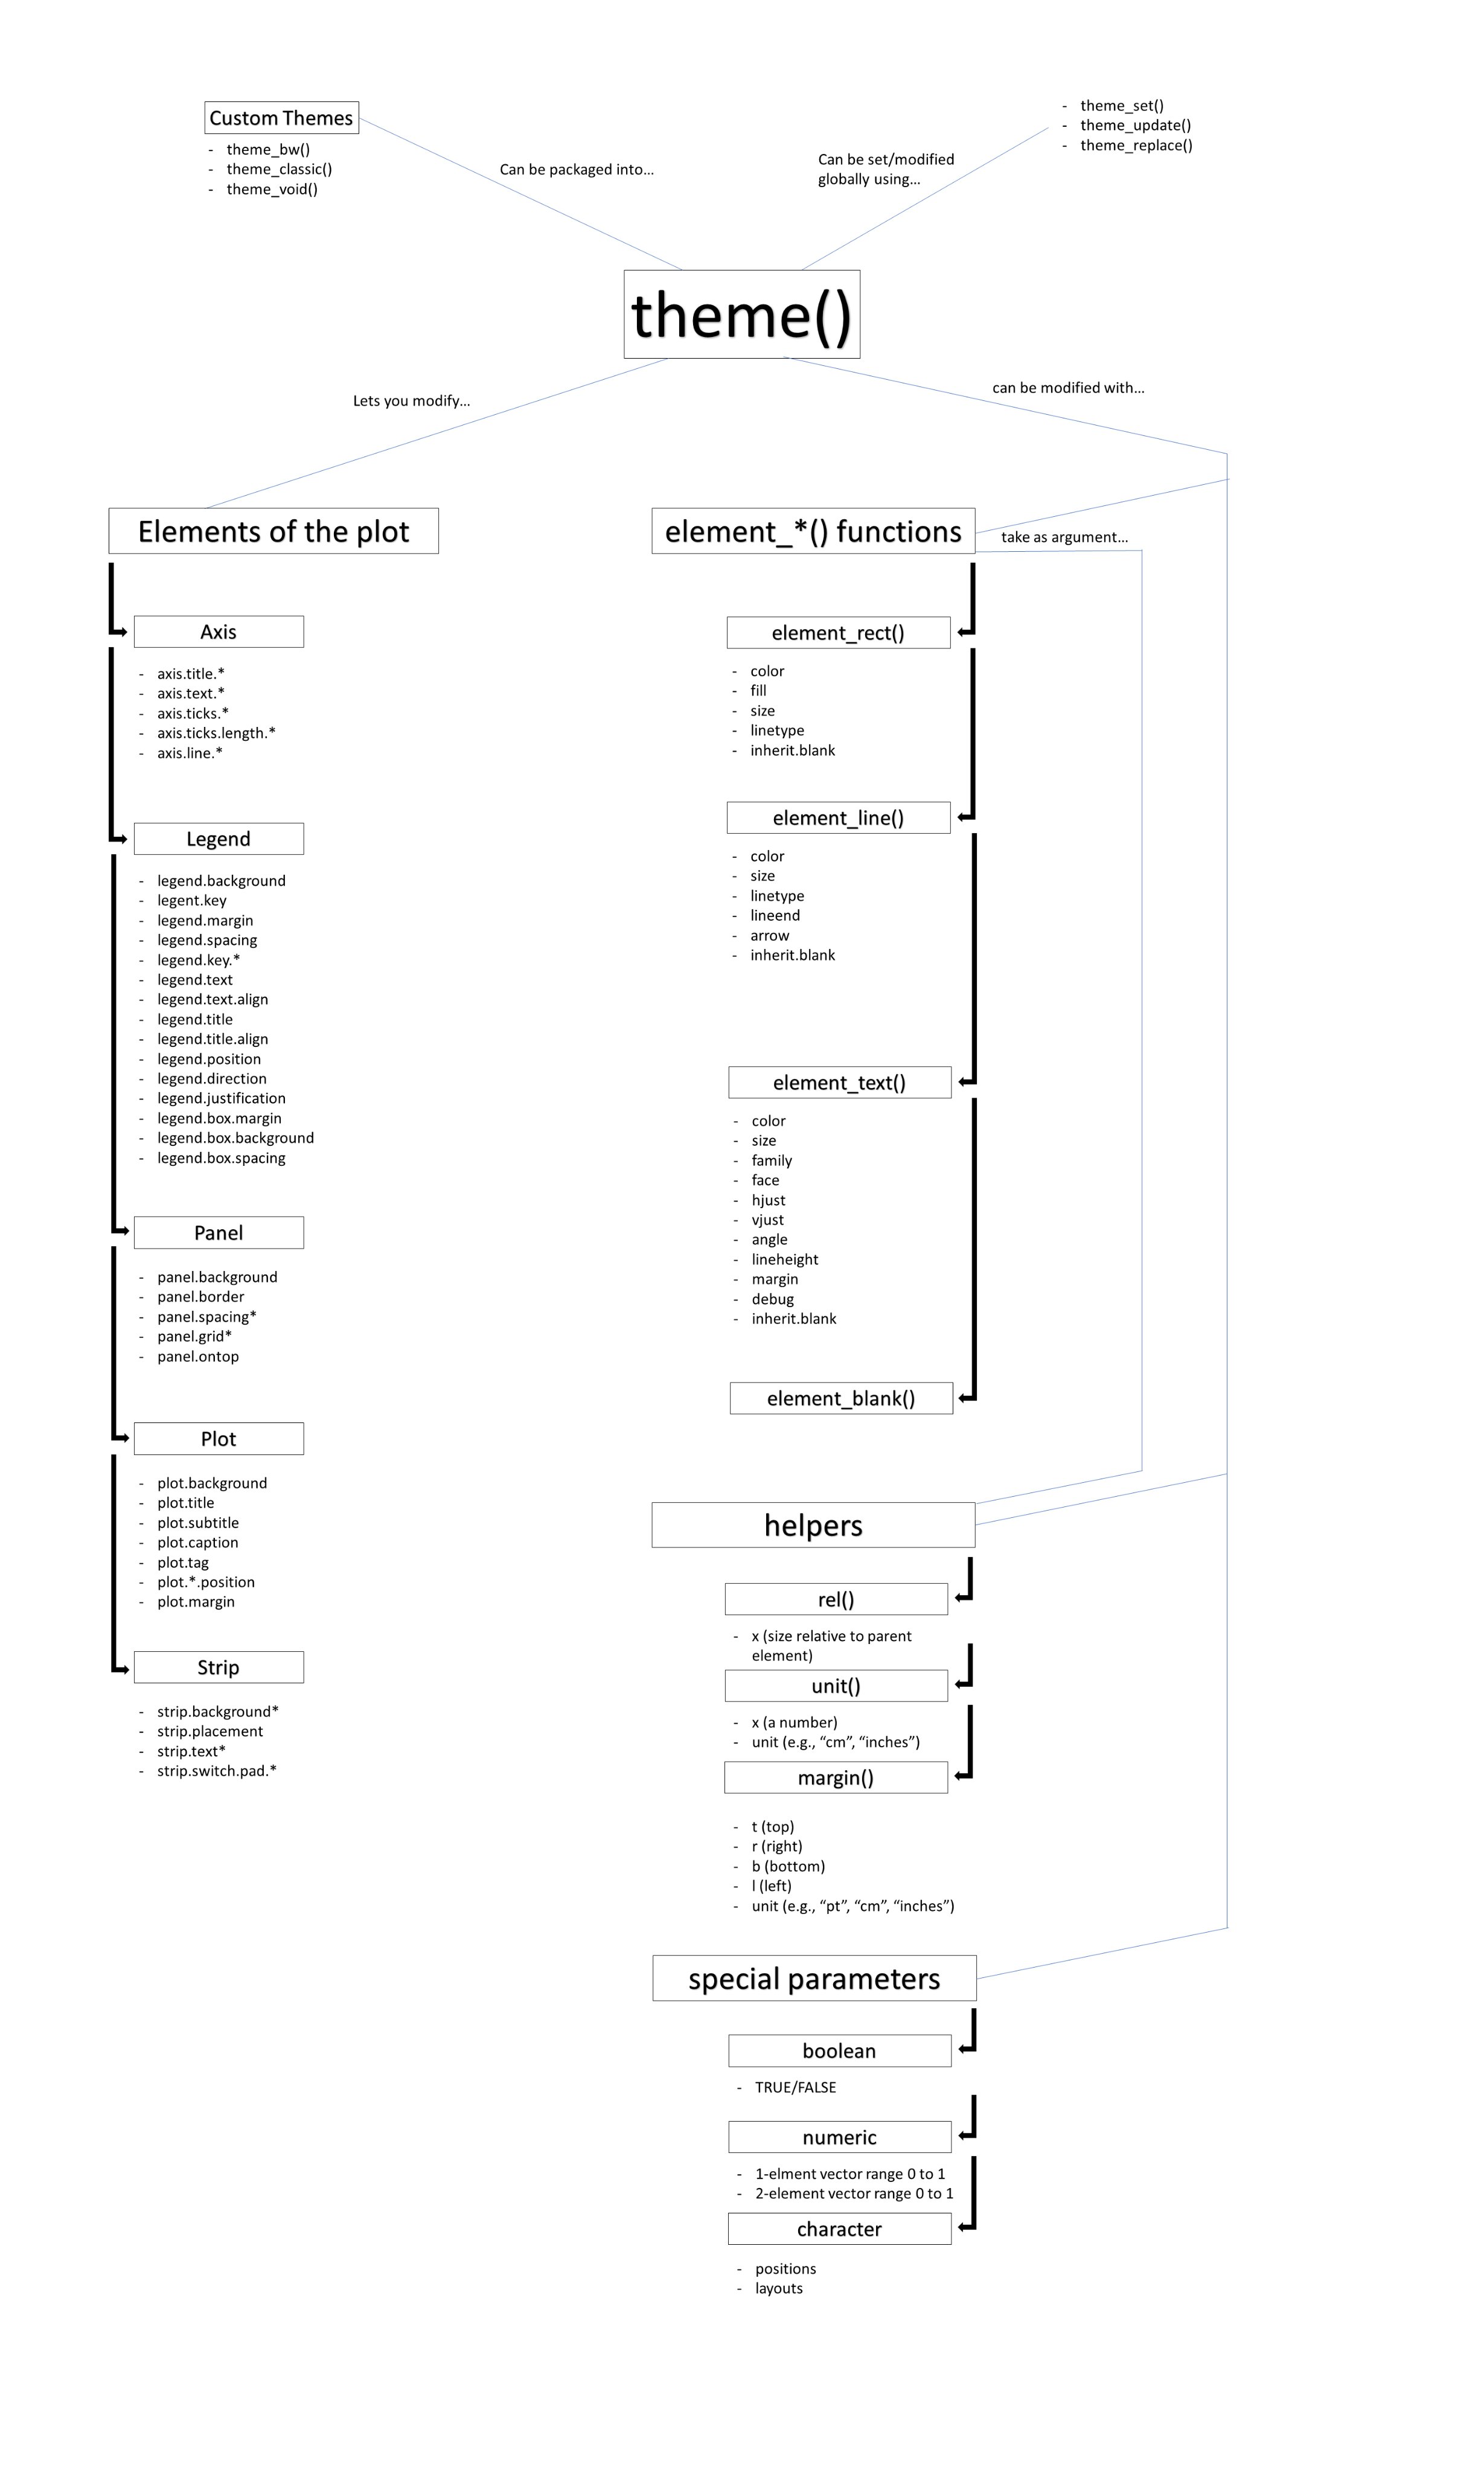 Custom Themes
- theme_bw()
- theme_classic()
- theme_void()
Can be packaged into...
Can be set/modified
globally using...
- theme_set()
- theme_update()
- theme_replace()
theme()
Lets you modify...
can be modified with...
Elements of the plot
Axis
- axis.title.*
- axis.text.*
- axis.ticks.*
- axis.ticks.length.*
- axis.line.*
Legend
- legend.background
- legent.key
- legend.margin
- legend.spacing
- legend.key.*
- legend.text
- legend.text.align
- legend.title
- legend.title.align
- legend.position
- legend.direction
- legend.justification
- legend.box.margin
- legend.box.background
- legend.box.spacing
Panel
- panel.background
- panel.border
- panel.spacing*
- panel.grid*
- panel.ontop
Plot
- plot.background
- plot.title
- plot.subtitle
- plot.caption
- plot.tag
- plot.*.position
- plot.margin
Strip
- strip.background*
- strip.placement
- strip.text*
- strip.switch.pad.*
element_*() functions
take as argument...
element_rect()
- color
- fill
- size
- linetype
- inherit.blank
element_line()
- color
- size
- linetype
- lineend
- arrow
- inherit.blank
element_text()
- color
- size
- family
- face
- hjust
- vjust
- angle
- lineheight
- margin
- debug
- inherit.blank
element_blank()
helpers
rel()
- x (size relative to parent
element)
unit()
- x (a number)
- unit (e.g., “cm”, “inches”)
margin()
- t (top)
- r (right)
- b (bottom)
- l (left)
- unit (e.g., “pt”, “cm”, “inches”)
special parameters
boolean
- TRUE/FALSE
numeric
- 1-elment vector range 0 to 1
- 2-element vector range 0 to 1
character
- positions
- layouts